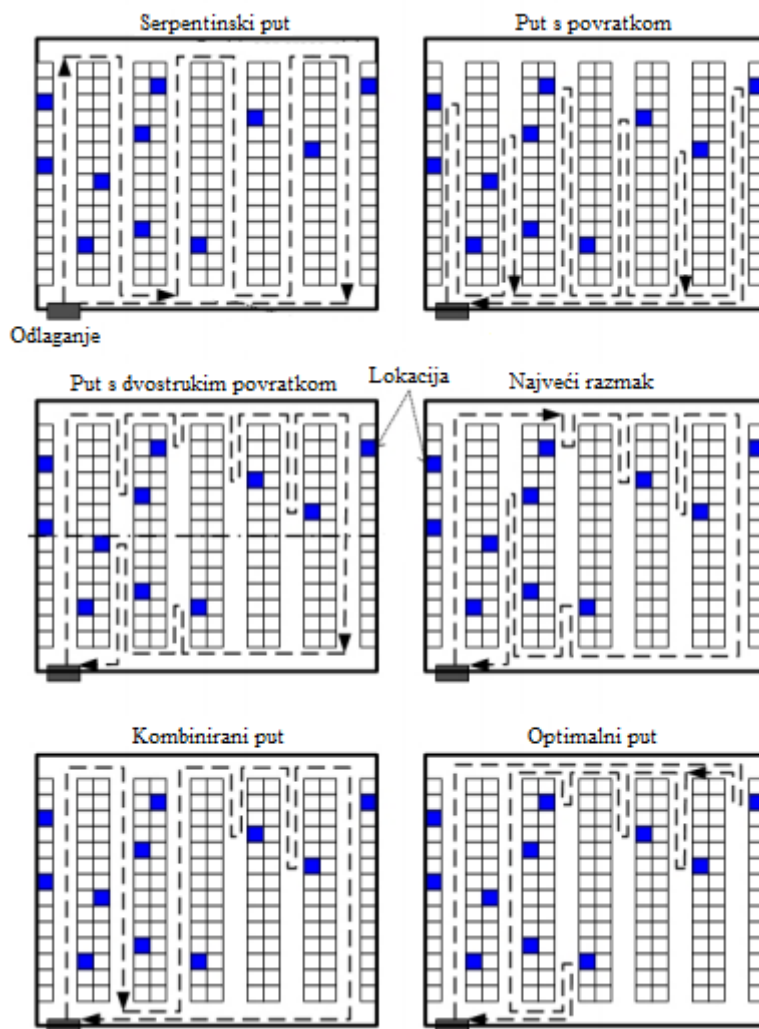 Serpentinski put
Put s povratkom
Odlaganje
Put s dvostrukim povratkom
Lokacija
Najveći razmak
Kombinirani put
Optimalni put